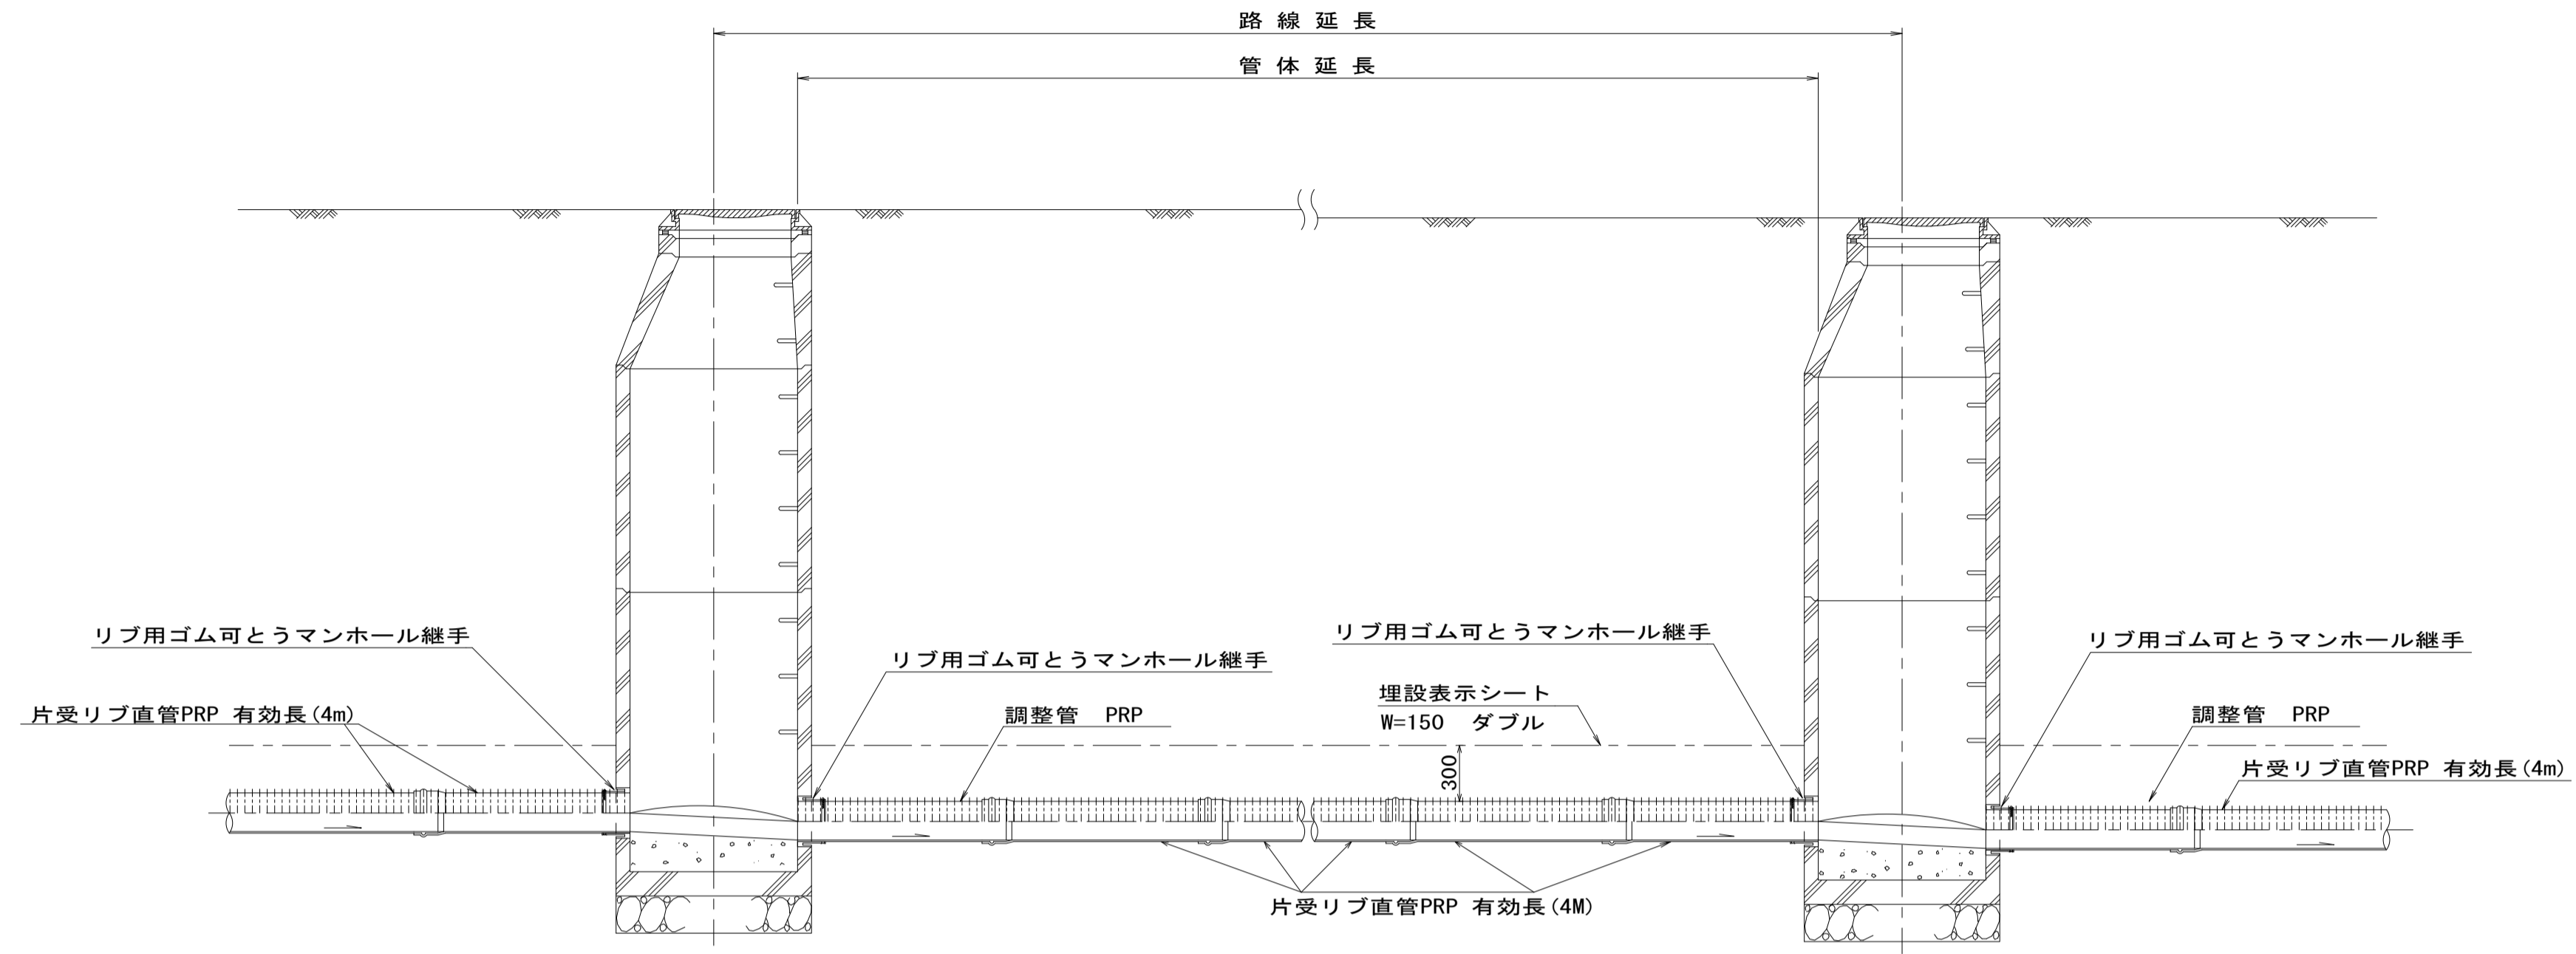 路線延長
管体延長
リブ用ゴム可とうマンホール継手
リブ用ゴム可とうマンホール継手
リブ用ゴム可とうマンホール継手
リブ用ゴム可とうマンホール継手
片受リブ直管PRP 有効長(4m)
調整管 PRP
埋設表示シート
W=150 ダブル
300
調整管 PRP
片受リブ直管PRP 有効長(4m)
片受リブ直管PRP 有効長(4M)